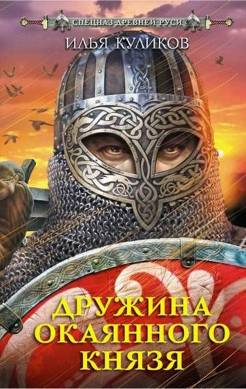 СПЕЦНАЗ ДРЕВНЕЙ РУСИ
ИЛЬЯ КУЛИКОВ
ДРУЖИНА
ОКАЯННОГО
КНЯЗЯ